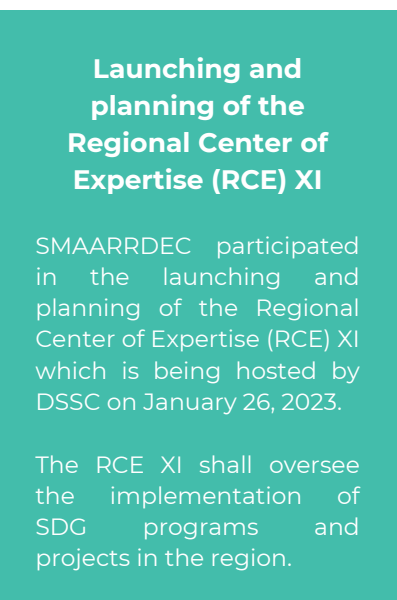 Launching and
planning of the
Regional Center of
Expertise (RCE) XI
SMAARRDEC participated
in the launching and
planning of the Regional
Center of Expertise (RCE) XI
which is being hosted by
DSSC on January 26, 2023.
The RCE XI shall oversee
the implementation of
SDG programs and
projects in the region.